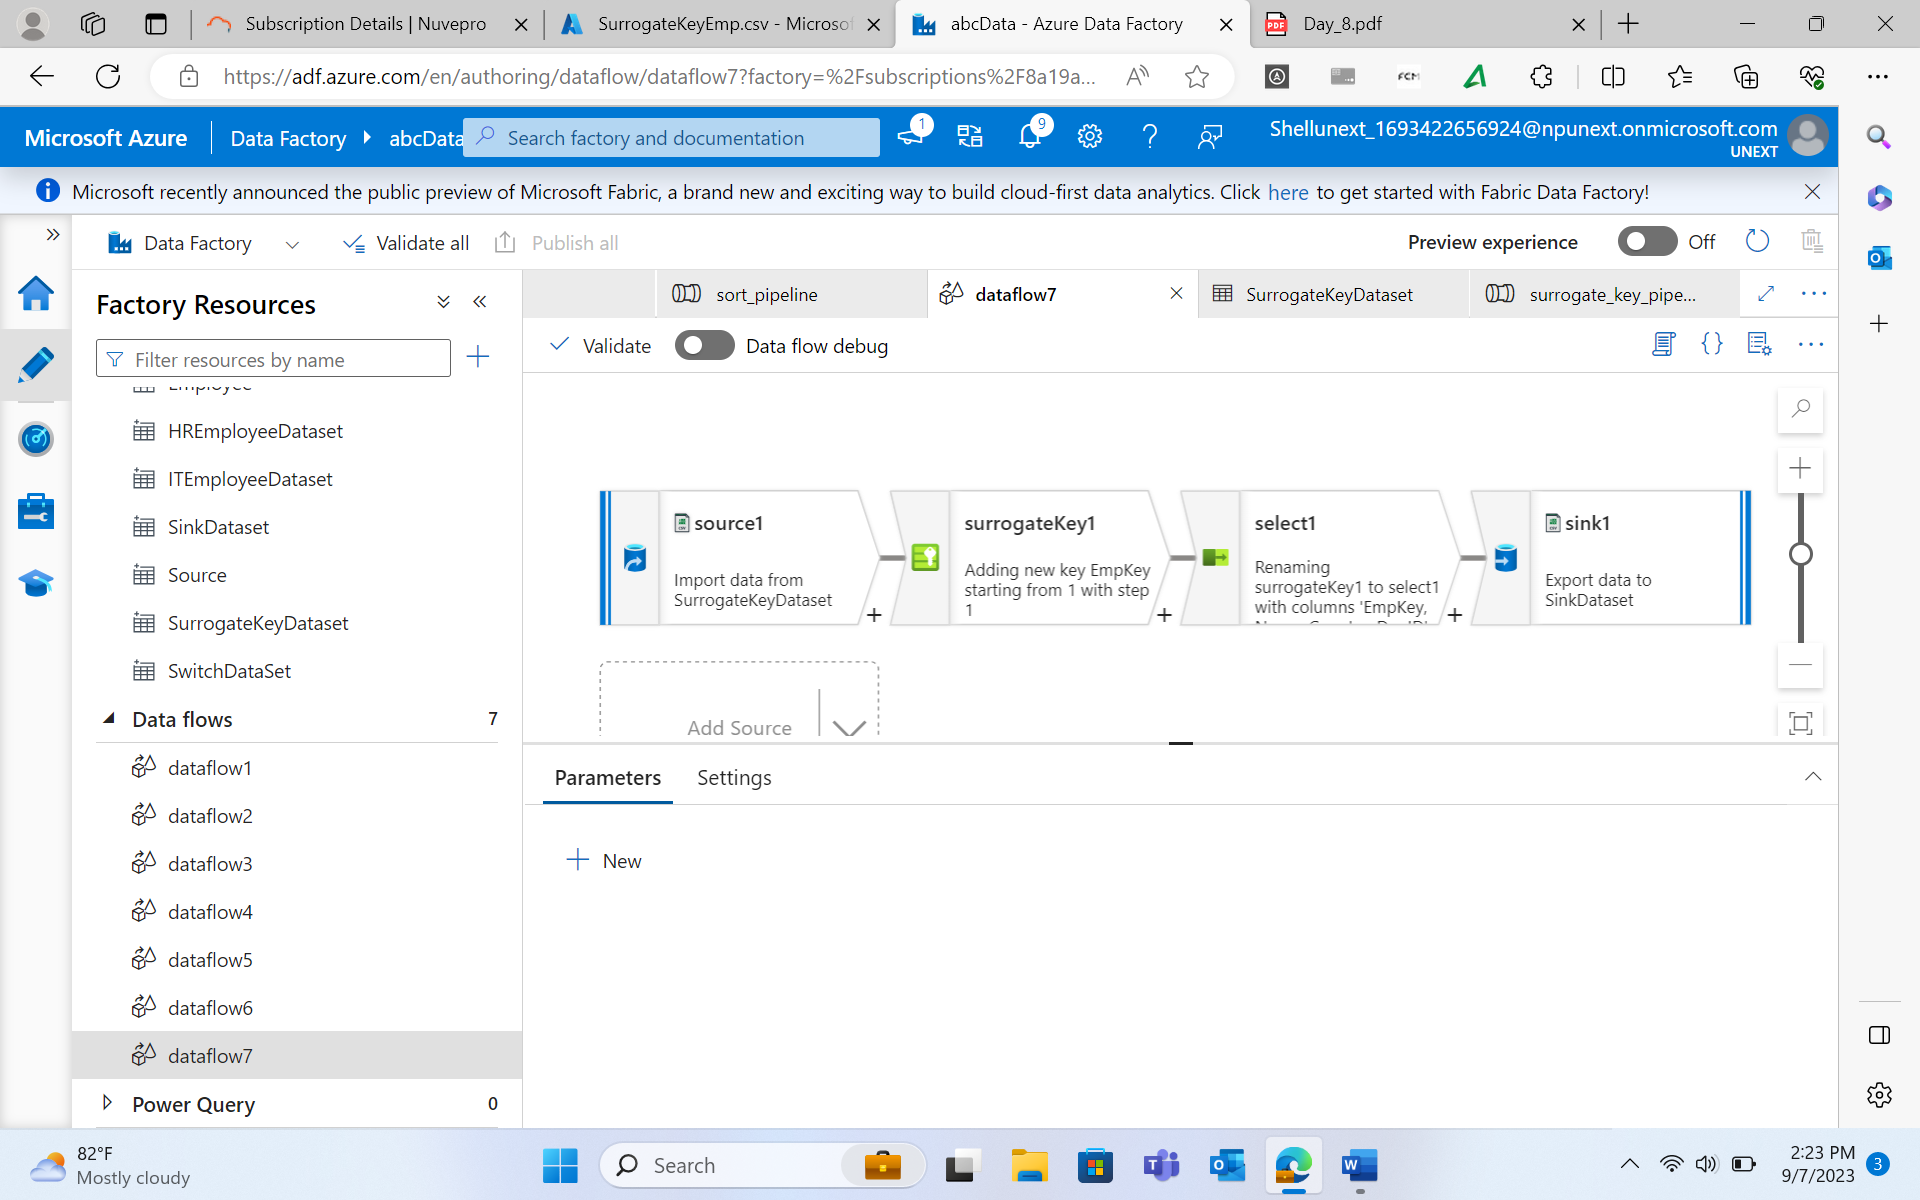 Subscription Details | Nuvepro
SurrogateKeyEmp.csv - Microsof
abcData - Azure Data Factory
Day_8.pdf
https://adf.azure.com/en/authoring/dataflow/dataflow7?factory=%2Fsubscriptions%2F8a19a...
FCM
Microsoft Azure
Data Factory
abcData
Search factory and documentation
1
9
Shellunext_1693422656924@npunext.onmicrosoft.com
UNEXT
Microsoft recently announced the public preview of Microsoft Fabric, a brand new and exciting way to build cloud-first data analytics. Click here to get started with Fabric Data Factory!
Data Factory
Validate all
Publish all
Preview experience
Off
Factory Resources
sort_pipeline
dataflow7
SurrogateKeyDataset
surrogate_key_pipe...
Filter resources by name
Validate
Data flow debug
Employee
HREmployeeDataset
ITEmployeeDataset
SinkDataset
Source
SurrogateKeyDataset
SwitchDataSet
Data flows
7
dataflow1
dataflow2
dataflow3
dataflow4
dataflow5
dataflow6
dataflow7
Power Query
0
source1
Import data from
SurrogateKeyDataset
surrogateKey1
Adding new key EmpKey
starting from 1 with step
1
select1
Renaming
surrogateKey1 to select1
with columns 'EmpKey,
sink1
Export data to
SinkDataset
Add Source
Parameters
Settings
New
82°F
Mostly cloudy
Search
2:23 PM
9/7/2023
3